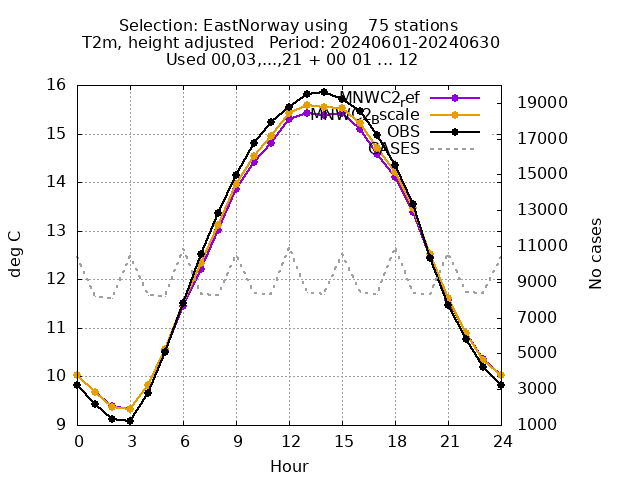 Selection: EastNorway using    75 stations
T2m, height adjusted   Period: 20240601-20240630
Used 00,03,...,21 + 00 01 ... 12
16
15
14
13
12
11
10
9
deg C
MNWC2_ref
MNWC2_Bscale
OBS
CASES
19000
17000
15000
13000
11000
9000
7000
5000
3000
1000
No cases
0 3 6 9 12 15 18 21 24
Hour